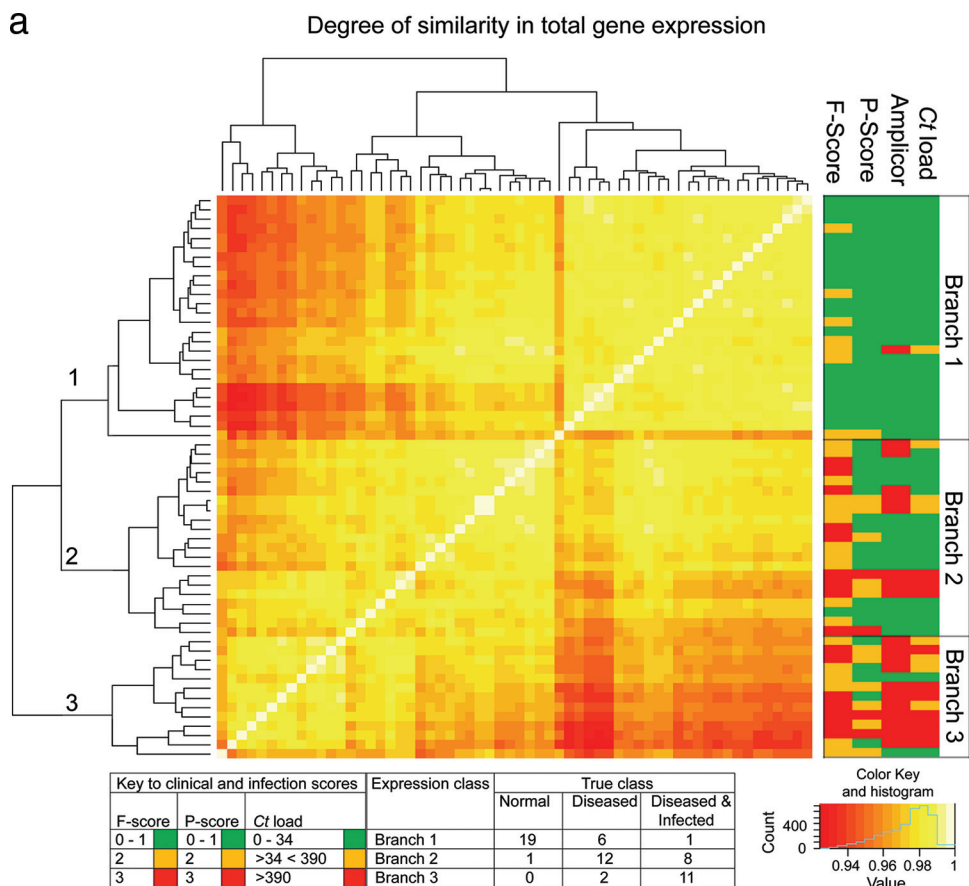 a
Degree of similarity in total gene expression
F-Score
P-Score
Amplicor
Ct load
1
2
3
Branch 1
Branch 2
Branch 3
Key to clinical and infection scores
F-score P-score Ct load
0 - 1 0 - 1 0 - 34
2 2 >34 < 390
3 3 >390
Expression class True class
Normal Diseased Diseased &
Infected
Branch 1 19 6 1
Branch 2 1 12 8
Branch 3 0 2 11
Color Key
and histogram
Count
0 400
0.94 0.96 0.98 1
Value